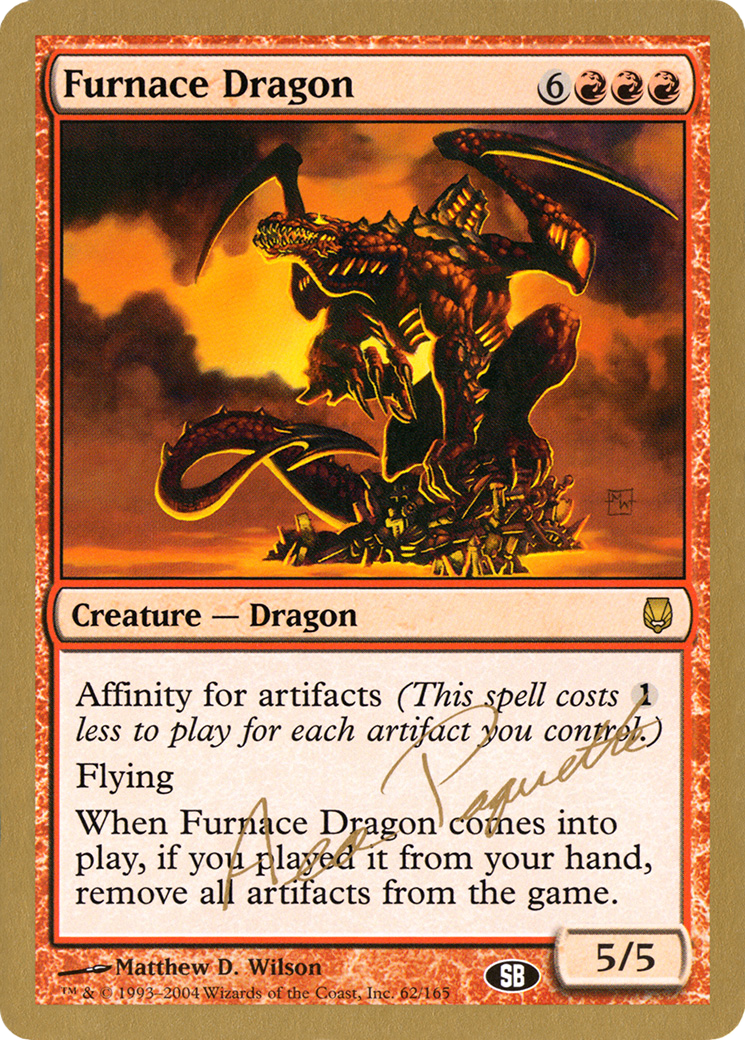 Furnace Dragon 6
MW
Creature — Dragon
Affinity for artifacts (This spell costs 1
less to play for each artifact you control.)
Flying
When Furnace Dragon comes into
play, if you played it from your hand,
remove all artifacts from the game.
Aeo Paquette
5/5
Matthew D. Wilson
SB
™ & © 1993–2004 Wizards of the Coast, Inc. 62/165